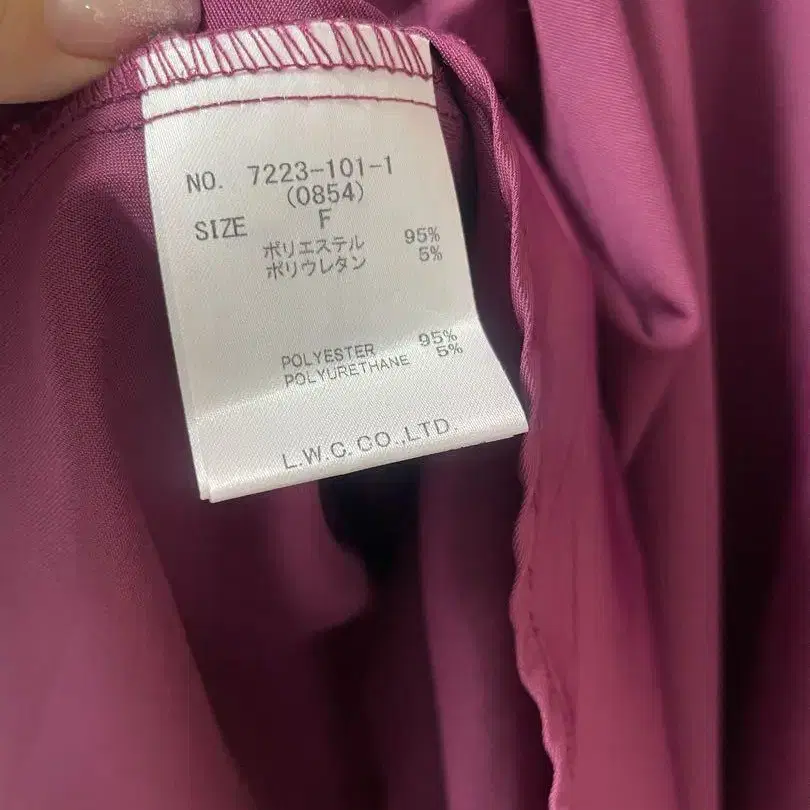 NO. 7223-101-1
(0854)
SIZE F
ポリエステル 95%
ポリウレタン 5%
POLYESTER 95%
POLYURETHANE 5%
L.W.C.CO.,LTD.